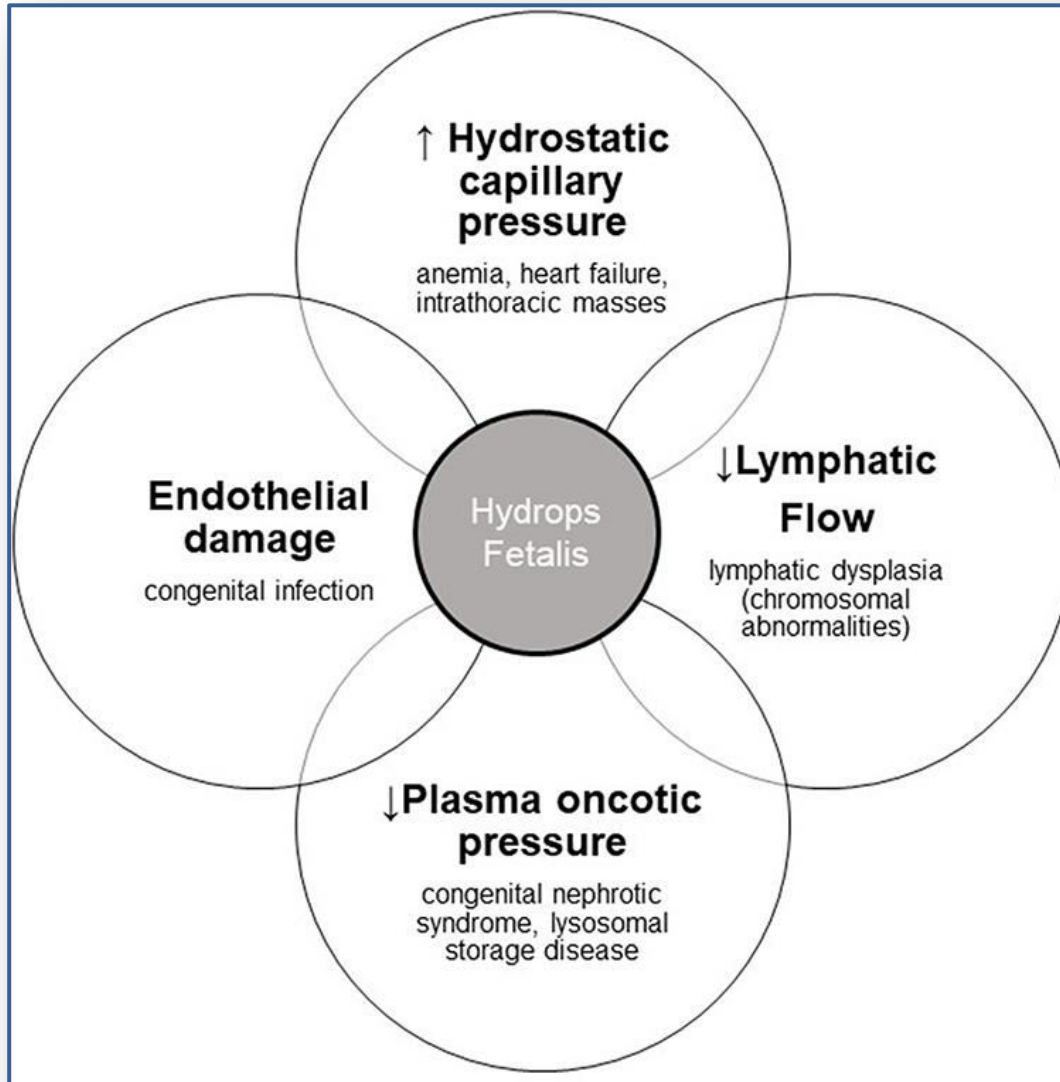 ↑ Hydrostatic
capillary
pressure
anemia, heart failure,
intrathoracic masses
Endothelial
damage
congenital infection
Hydrops
Fetalis
↓Lymphatic
Flow
lymphatic dysplasia
(chromosomal
abnormalities)
↓Plasma oncotic
pressure
congenital nephrotic
syndrome, lysosomal
storage disease